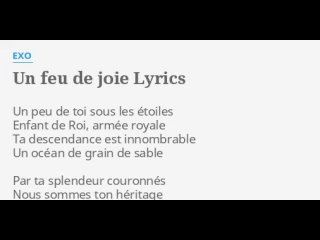 EXO
Un feu de joie Lyrics
Un peu de toi sous les étoiles
Enfant de Roi, armée royale
Ta descendance est innombrable
Un océan de grain de sable
Par ta splendeur couronnés
Nous sommes ton héritage